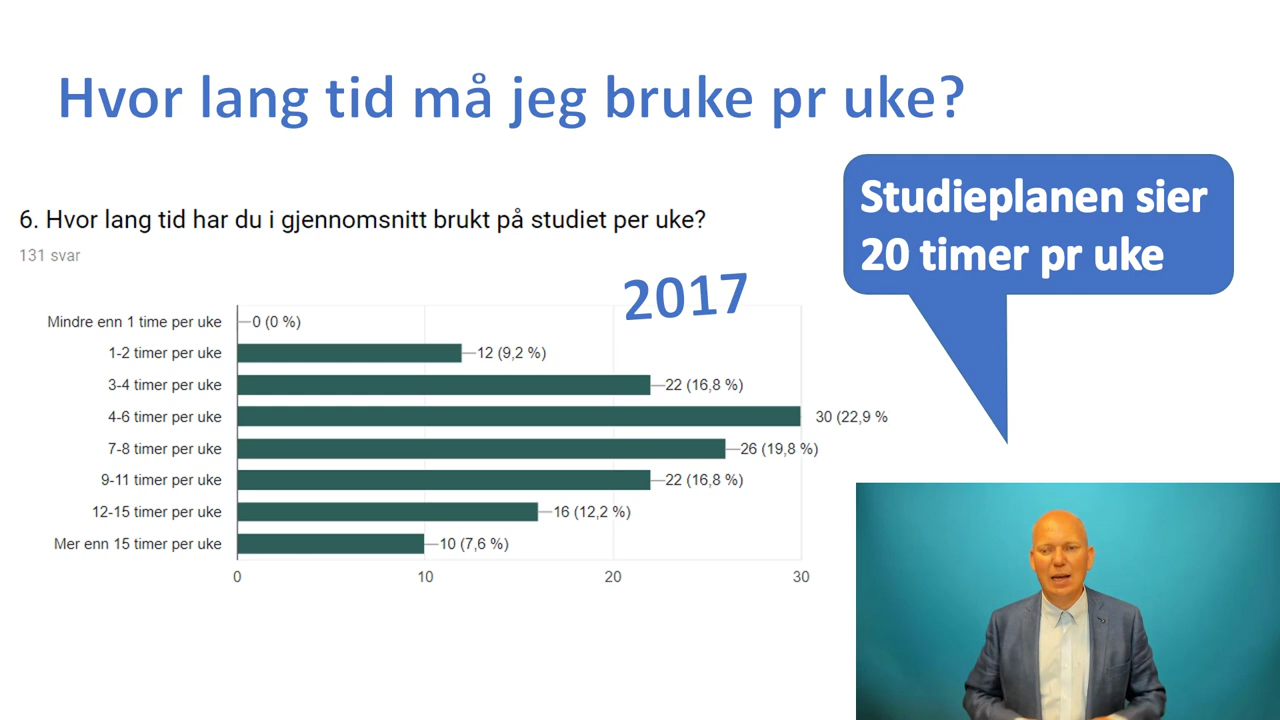 Hvor lang tid må jeg bruke pr uke?
Studieplanen sier
20 timer pr uke
6. Hvor lang tid har du i gjennomsnitt brukt på studiet per uke?
131 svar
2017
Mindre enn 1 time per uke 0 (0 %)
1-2 timer per uke 12 (9,2 %)
3-4 timer per uke 22 (16,8 %)
4-6 timer per uke 30 (22,9 %
7-8 timer per uke 26 (19,8 %)
9-11 timer per uke 22 (16,8 %)
12-15 timer per uke 16 (12,2 %)
Mer enn 15 timer per uke 10 (7,6 %)
0 10 20 30